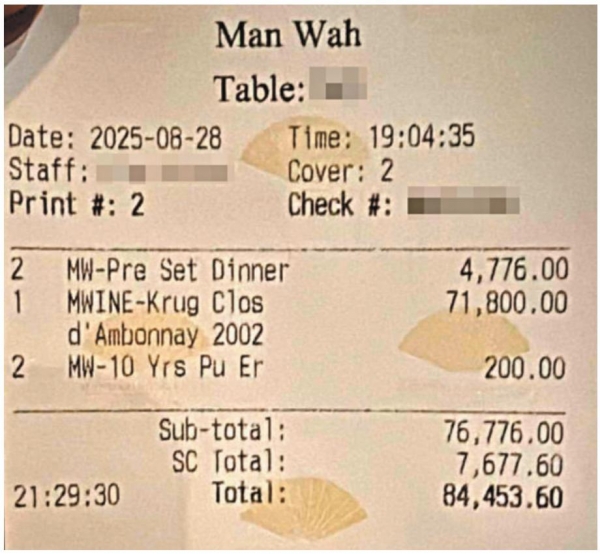 Man Wah
Table:
Date: 2025-08-28 Time: 19:04:35
Staff: Cover: 2
Print #: 2 Check #:
2 MW-Pre Set Dinner 4,776.00
1 MWINE-Krug Clos 71,800.00
d'Ambonnay 2002
2 MW-10 Yrs Pu Er 200.00
Sub-total: 76,776.00
SC Total: 7,677.60
21:29:30 Total: 84,453.60